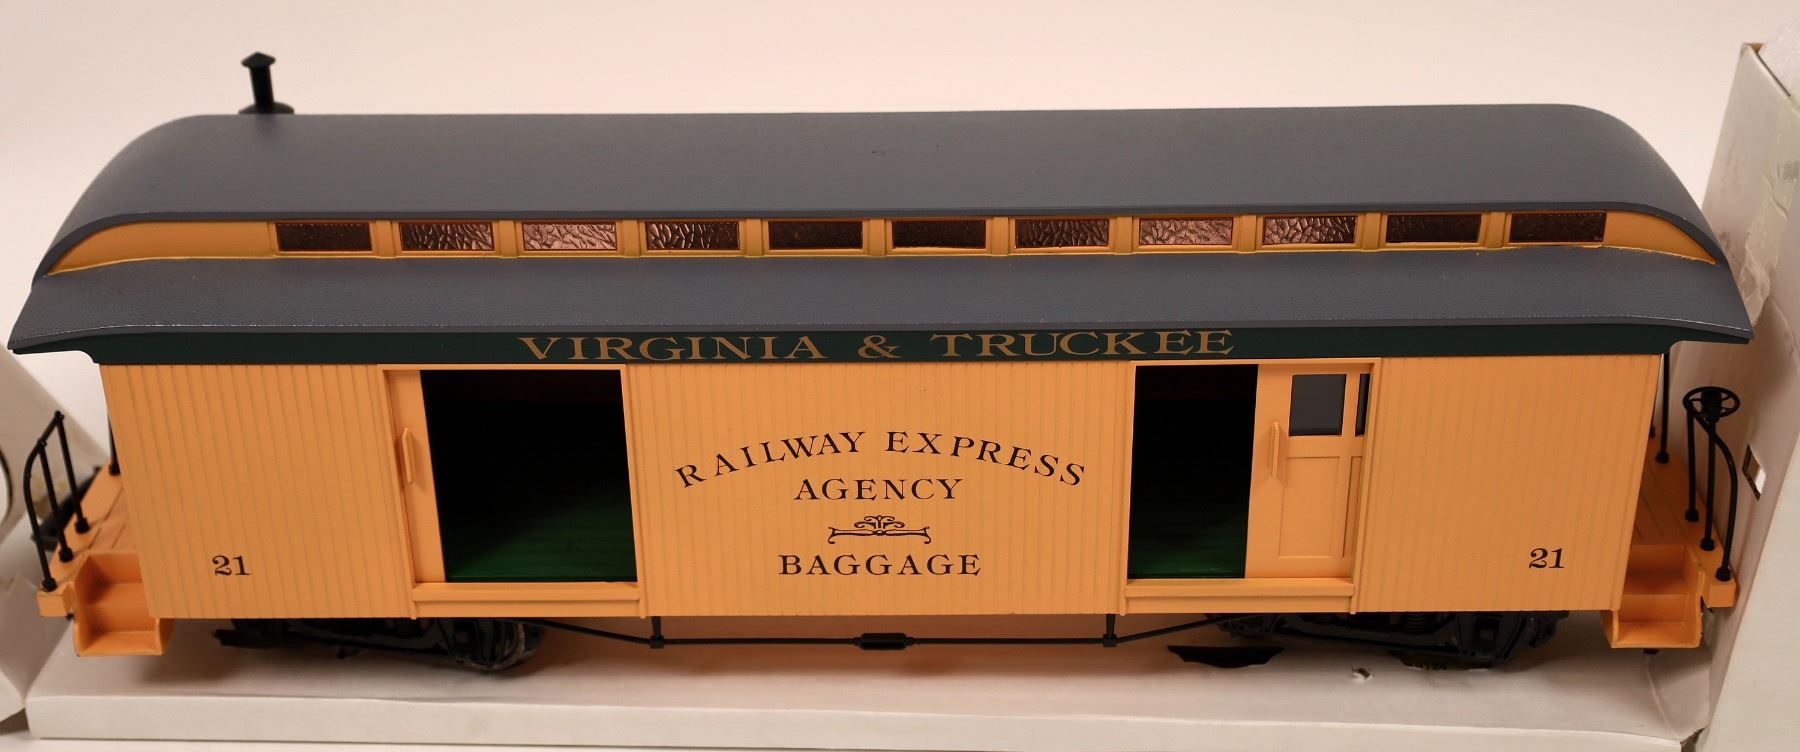 VIRGINIA & TRUCKEE
RAILWAY EXPRESS
AGENCY
BAGGAGE
21
21